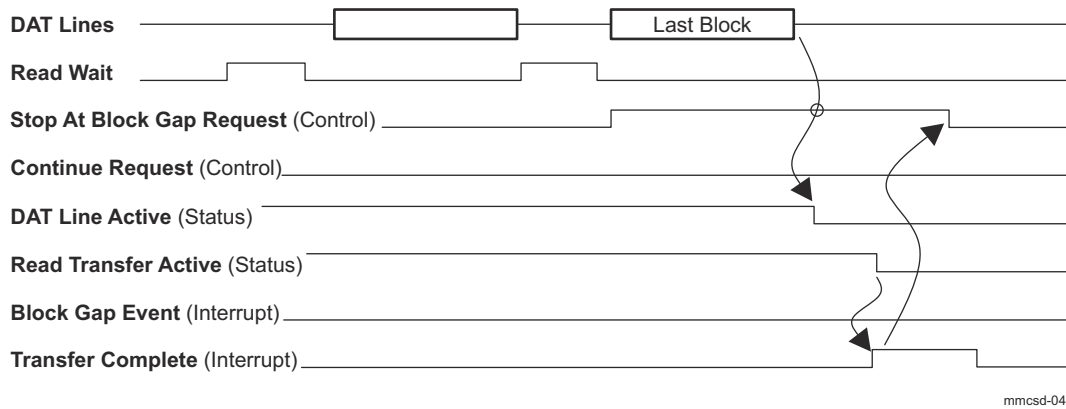 DAT Lines
Last Block
Read Wait
Stop At Block Gap Request (Control)
Continue Request (Control)
DAT Line Active (Status)
Read Transfer Active (Status)
Block Gap Event (Interrupt)
Transfer Complete (Interrupt)
mmcsd-04